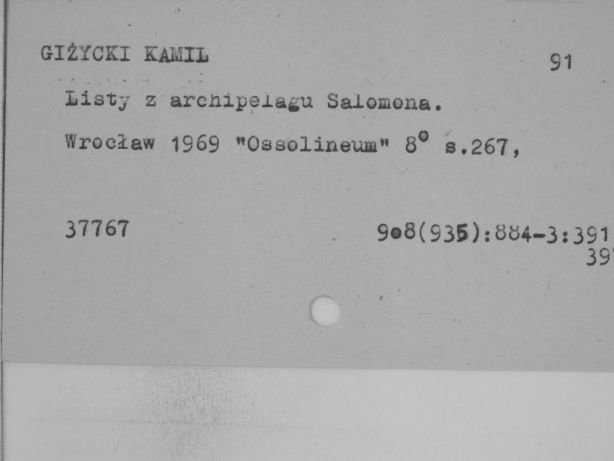 GIŻYCKI KAMIL 91
Listy z archipelagu Salomona.
Wrocław 1969 "Ossolineum" 8° s.267,
37767 908(935):884-3:391
39